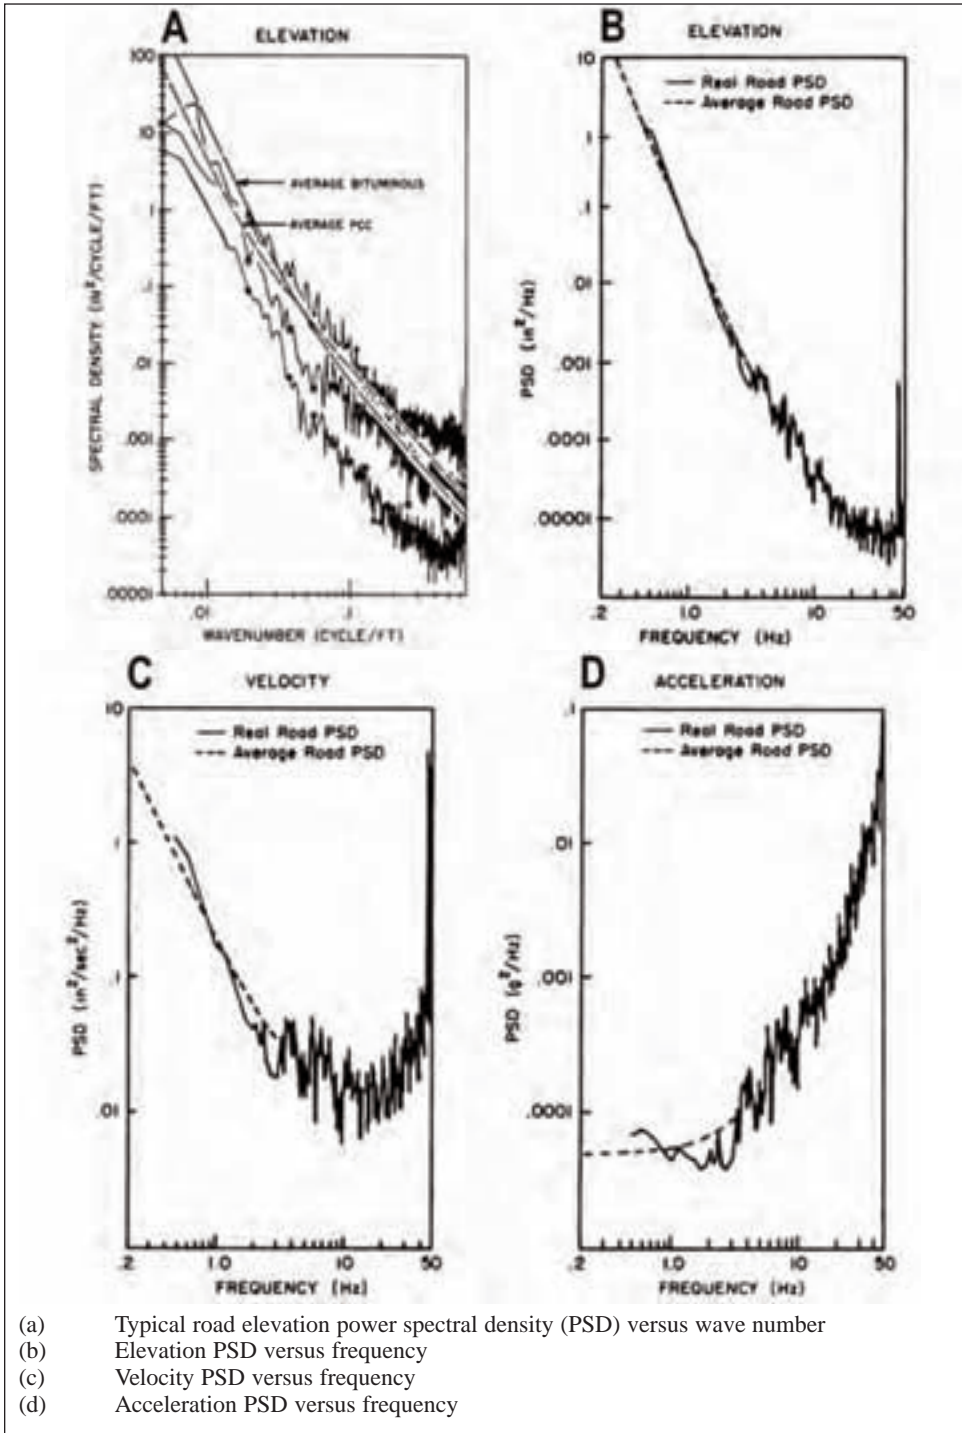 A ELEVATION
100
10
1
.1
.01
.001
.0001
.00001
SPECTRAL DENSITY (IN²/CYCLE/FT)
AVERAGE BITUMINOUS
AVERAGE PCC
.01 .1
WAVENUMBER (CYCLE/FT)
B ELEVATION
Real Road PSD
Average Road PSD
10
1
.1
.01
.001
.0001
.00001
PSD (in²/Hz)
.2 1.0 10 50
FREQUENCY (Hz)
C VELOCITY
Real Road PSD
Average Road PSD
10
1
.1
.01
PSD (in²/sec²/Hz)
.2 1.0 10 50
FREQUENCY (Hz)
D ACCELERATION
Real Road PSD
Average Road PSD
.1
.01
.001
.0001
PSD (g²/Hz)
.2 1.0 10 50
FREQUENCY (Hz)
(a) Typical road elevation power spectral density (PSD) versus wave number
(b) Elevation PSD versus frequency
(c) Velocity PSD versus frequency
(d) Acceleration PSD versus frequency